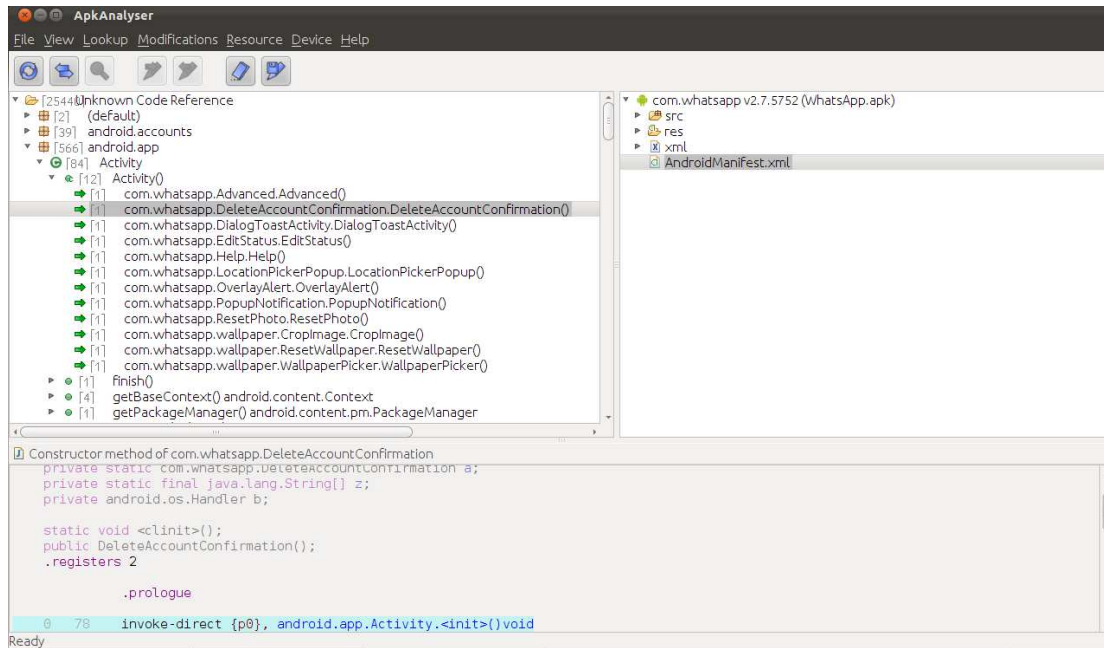 ApkAnalyser
File View Lookup Modifications Resource Device Help
[2544 Unknown Code Reference
[2] (default)
[39] android.accounts
[566] android.app
[84] Activity
[12] Activity()
[1] com.whatsapp.Advanced.Advanced()
[1] com.whatsapp.DeleteAccountConfirmation.DeleteAccountConfirmation()
[1] com.whatsapp.DialogToastActivity.DialogToastActivity()
[1] com.whatsapp.EditStatus.EditStatus()
[1] com.whatsapp.Help.Help()
[1] com.whatsapp.LocationPickerPopup.LocationPickerPopup()
[1] com.whatsapp.OverlayAlert.OverlayAlert()
[1] com.whatsapp.PopupNotification.PopupNotification()
[1] com.whatsapp.ResetPhoto.ResetPhoto()
[1] com.whatsapp.wallpaper.CropImage.CropImage()
[1] com.whatsapp.wallpaper.ResetWallpaper.ResetWallpaper()
[1] com.whatsapp.wallpaper.WallpaperPicker.WallpaperPicker()
[1] finish()
[4] getBaseContext() android.content.Context
[1] getPackageManager() android.content.pm.PackageManager
com.whatsapp v2.7.5752 (WhatsApp.apk)
src
res
xml
AndroidManifest.xml
Constructor method of com.whatsapp.DeleteAccountConfirmation
private static com.whatsapp.DeleteAccountConfirmation a;
private static final java.lang.String[] z;
private android.os.Handler b;
static void <clinit>();
public DeleteAccountConfirmation();
.registers 2
.prologue
0 78 invoke-direct {p0}, android.app.Activity.<init>()void
Ready